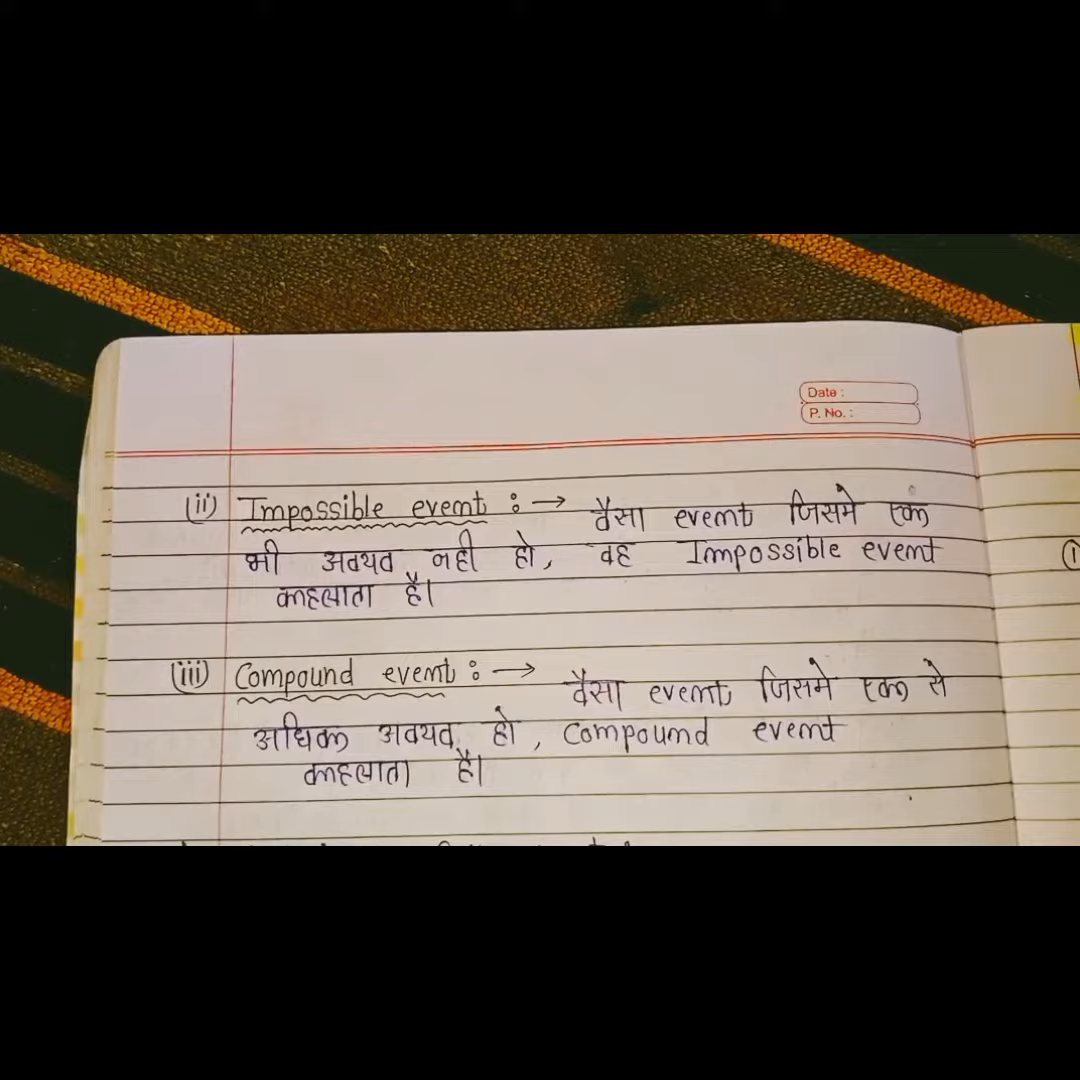 Date :
P. No. :
(ii) Impossible event :→ वैसा event जिसमे एक
भी अवयव नही हो, वह Impossible event
कहलाता है।
(iii) Compound event :→ वैसा event जिसमे एक से
अधिक अवयव हो, Compound event
कहलाता है।